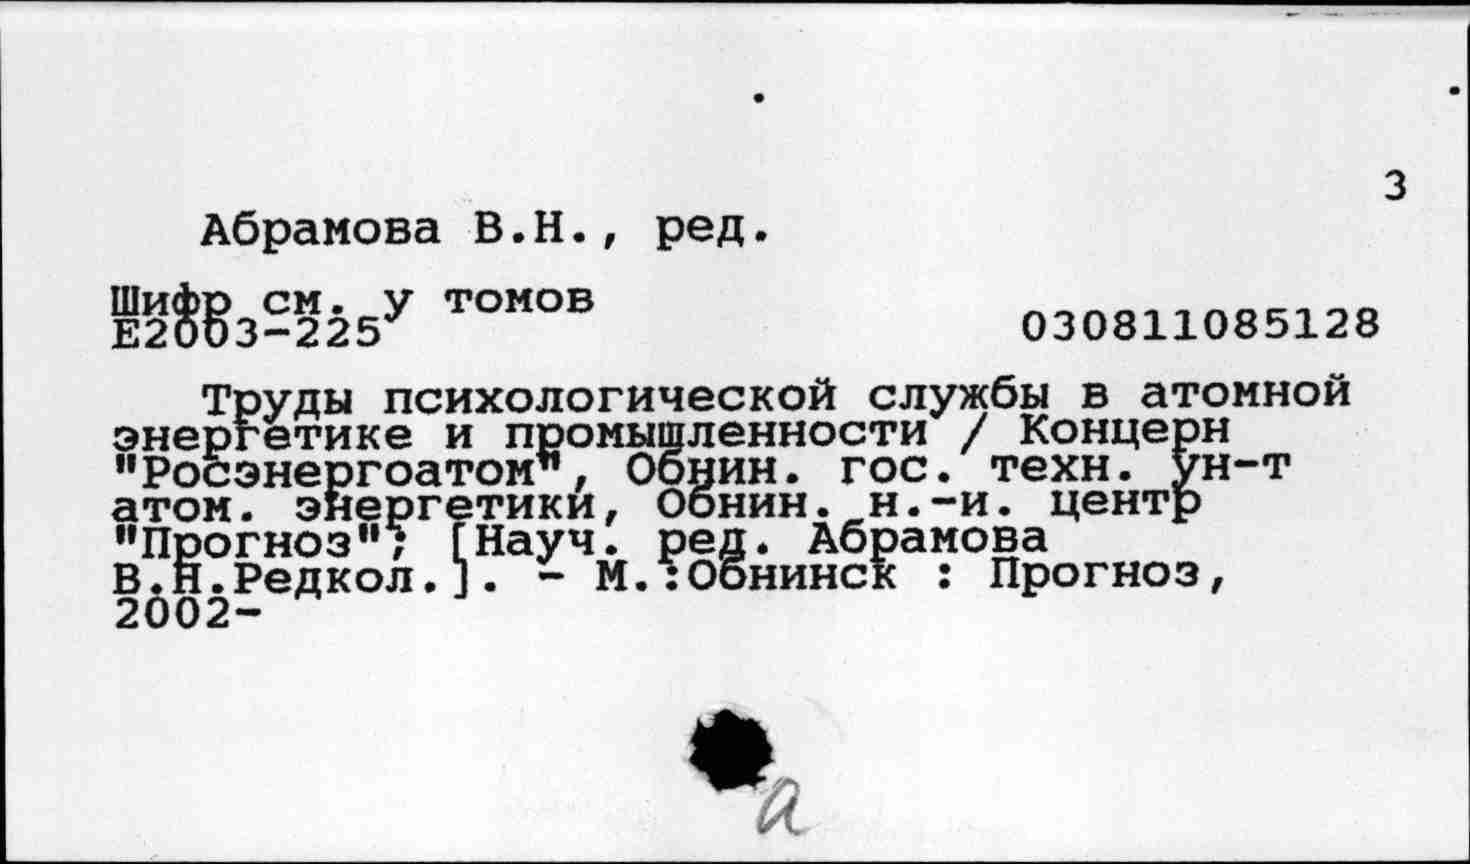 3
Абрамова В.Н., ред.
Шифр см. у томов
Е2003-225
030811085128
Труды психологической службы в атомной
энергетике и промышленности / Концерн
"Росэнергоатом", Обнин. гос. техн. ун-т
атом. энергетики, Обнин. н.-и. центр
"Прогноз"; [Науч. ред. Абрамова
В.Н.Редкол.]. - М.:Обнинск : Прогноз,
2002-
а